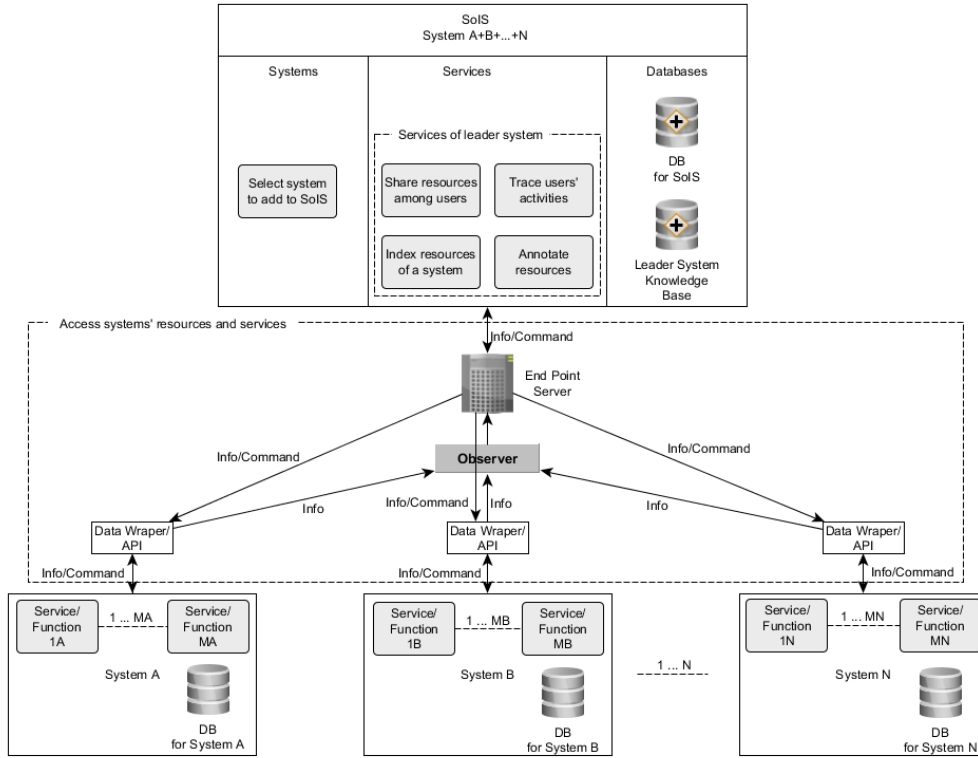 SoIS
System A+B+...+N
Systems
Services
Databases
Services of leader system
Select system
to add to SoIS
Share resources
among users
Trace users'
activities
Index resources
of a system
Annotate
resources
DB
for SoIS
Leader System
Knowledge
Base
Access systems' resources and services
Info/Command
End Point
Server
Info/Command
Info/Command
Observer
Info
Info/Command
Info
Info
Data Wraper/
API
Data Wraper/
API
Data Wraper/
API
Info/Command
Info/Command
Info/Command
Service/
Function
1A
1 ... MA
Service/
Function
MA
System A
DB
for System A
Service/
Function
1B
1 ... MB
Service/
Function
MB
System B
DB
for System B
1 ... N
Service/
Function
1N
1 ... MN
Service/
Function
MN
System N
DB
for System N